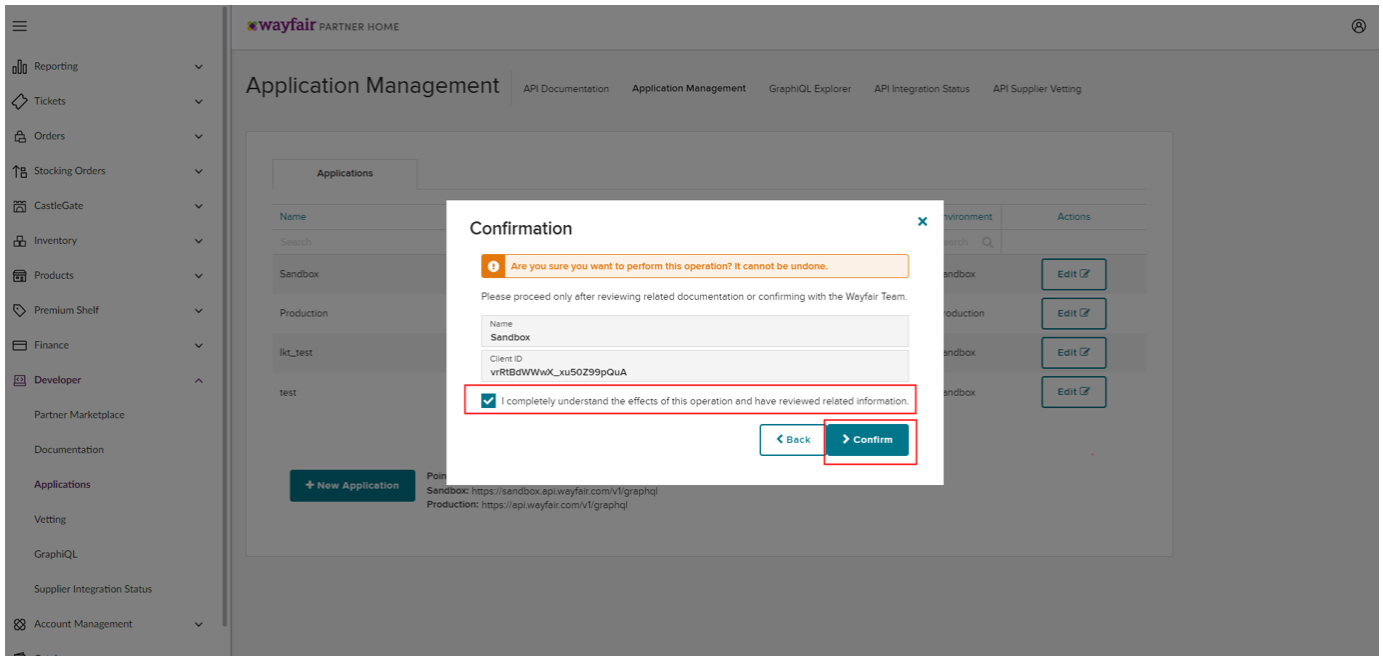 wayfair PARTNER HOME
Reporting
Tickets
Orders
Stocking Orders
CastleGate
Inventory
Products
Premium Shelf
Finance
Developer
Partner Marketplace
Documentation
Applications
Vetting
GraphiQL
Supplier Integration Status
Account Management
Application Management
API Documentation Application Management GraphiQL Explorer API Integration Status API Supplier Vetting
Applications
Name nvironment Actions
Search earch
Sandbox andbox Edit
Production roduction Edit
lkt_test andbox Edit
test andbox Edit
Confirmation
Are you sure you want to perform this operation? It cannot be undone.
Please proceed only after reviewing related documentation or confirming with the Wayfair Team.
Name
Sandbox
Client ID
vrRtBdWWwX_xu50Z99pQuA
I completely understand the effects of this operation and have reviewed related information.
Back Confirm
+ New Application
Poin
Sandbox: https://sandbox.api.wayfair.com/v1/graphql
Production: https://api.wayfair.com/v1/graphql